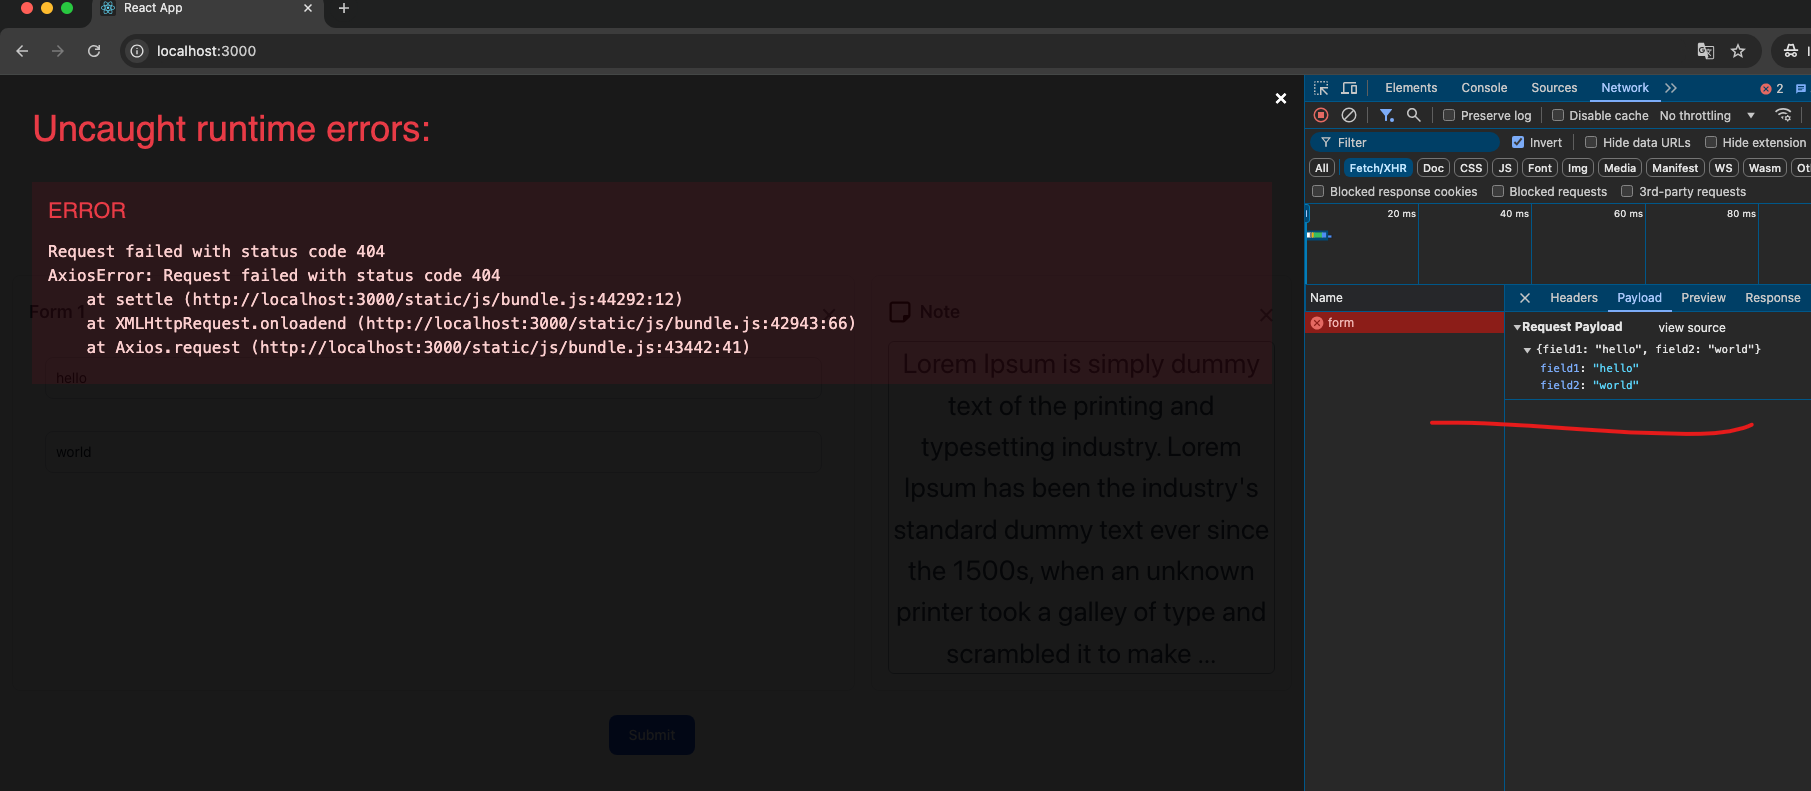 React App
localhost:3000
Elements
Console
Sources
Network
2
Preserve log
Disable cache
No throttling
Filter
Invert
Hide data URLs
Hide extension
All
Fetch/XHR
Doc
CSS
JS
Font
Img
Media
Manifest
WS
Wasm
Blocked response cookies
Blocked requests
3rd-party requests
20 ms
40 ms
60 ms
80 ms
Name
form
Headers
Payload
Preview
Response
Request Payload
view source
{field1: "hello", field2: "world"}
field1: "hello"
field2: "world"
Uncaught runtime errors:
ERROR
Request failed with status code 404
AxiosError: Request failed with status code 404
at settle (http://localhost:3000/static/js/bundle.js:44292:12)
at XMLHttpRequest.onloadend (http://localhost:3000/static/js/bundle.js:42943:66)
at Axios.request (http://localhost:3000/static/js/bundle.js:43442:41)
Form 1
hello
world
Note
Lorem Ipsum is simply dummy
text of the printing and
typesetting industry. Lorem
Ipsum has been the industry's
standard dummy text ever since
the 1500s, when an unknown
printer took a galley of type and
scrambled it to make ...
Submit